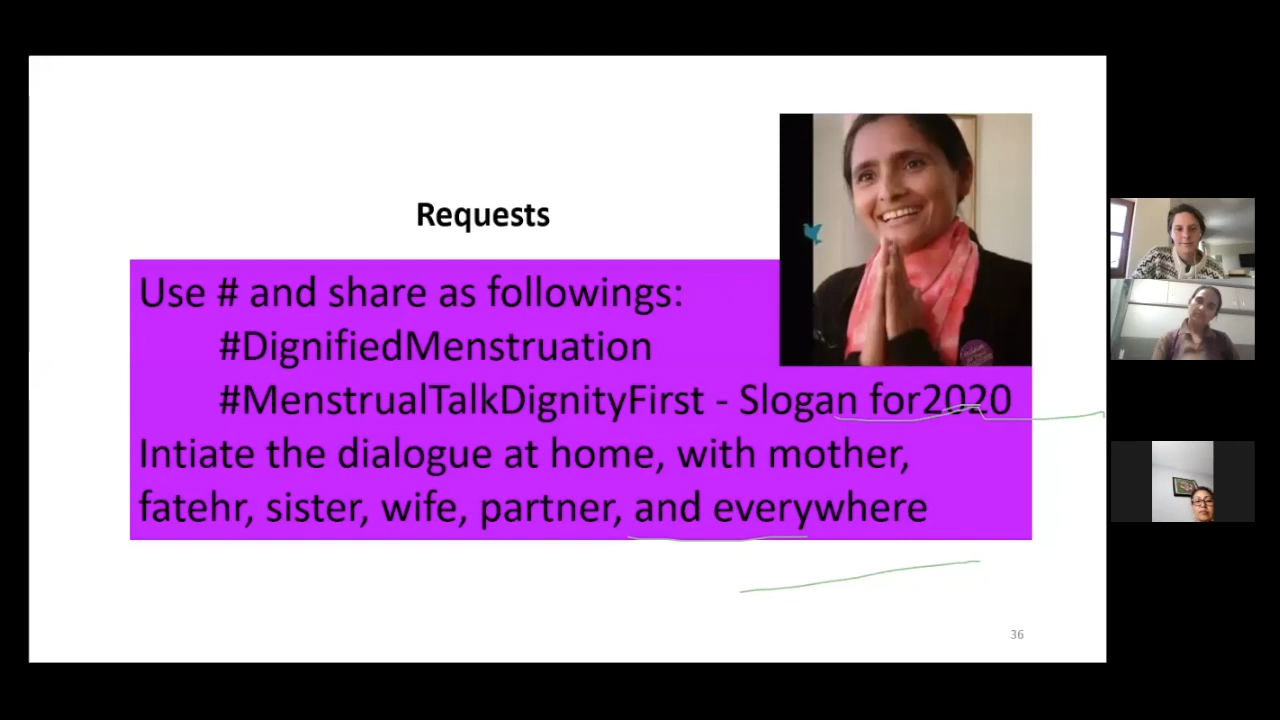 Requests
Use # and share as followings:
#DignifiedMenstruation
#MenstrualTalkDignityFirst - Slogan for2020
Intiate the dialogue at home, with mother,
fatehr, sister, wife, partner, and everywhere
36